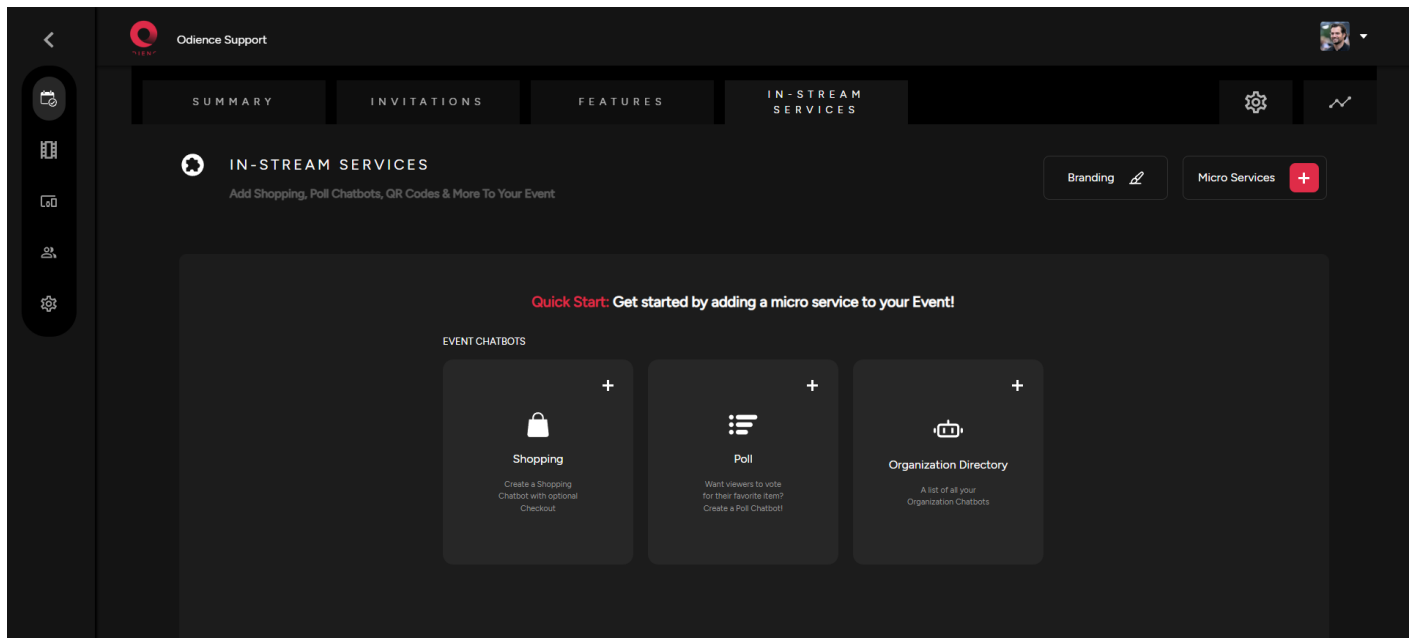 Odience Support
SUMMARY
INVITATIONS
FEATURES
IN-STREAM
SERVICES
IN-STREAM SERVICES
Add Shopping, Poll Chatbots, QR Codes & More To Your Event
Branding
Micro Services
Quick Start: Get started by adding a micro service to your Event!
EVENT CHATBOTS
Shopping
Create a Shopping
Chatbot with optional
Checkout
Poll
Want viewers to vote
for their favorite item?
Create a Poll Chatbot!
Organization Directory
A list of all your
Organization Chatbots